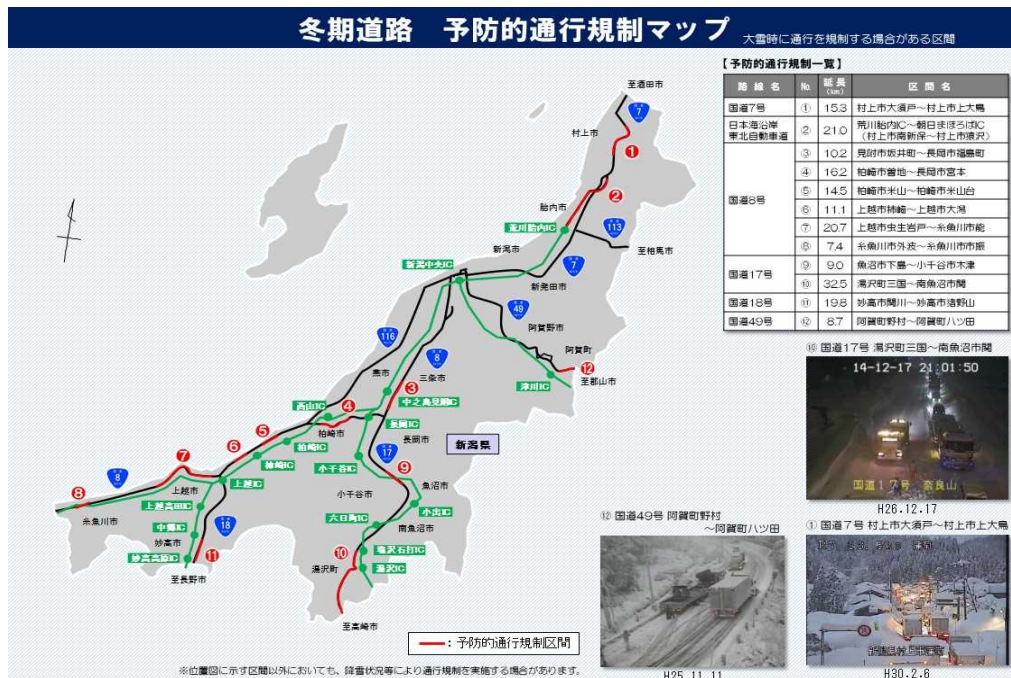 冬期道路 予防的通行規制マップ
大雪時に通行を規制する場合がある区間
【予防的通行規制一覧】
路線名 No. 延長(km) 区間名
国道7号 ① 15.3 村上市大須戸～村上市上大鳥
日本海沿岸東北自動車道 ② 21.0 荒川胎内IC～朝日まほろばIC
(村上市南新保～村上市猿沢)
国道8号 ③ 10.2 見附市坂井町～長岡市福島町
④ 16.2 柏崎市曽地～長岡市宮本
⑤ 14.5 柏崎市米山～柏崎市米山台
⑥ 11.1 上越市柿崎～上越市大潟
⑦ 20.7 上越市虫生岩戸～糸魚川市能
⑧ 7.4 糸魚川市外波～糸魚川市市振
国道17号 ⑨ 9.0 魚沼市下島～小千谷市木津
⑩ 32.5 湯沢町三国～南魚沼市関
国道18号 ⑪ 19.8 妙高市関川～妙高市
国道49号 ⑫ 8.7 阿賀町野村～阿賀町八ツ田
至酒田市
7
村上市
①
②
胎内市
荒川胎内IC
113
至相馬市
新潟市
新潟中央IC
7
新発田市
49
阿賀野市
116
8
阿賀町
⑫
至郡山市
津川IC
三条市
燕市
③
中之島見附IC
西山IC
④
長岡IC
柏崎市
⑤
柏崎IC
長岡市
新潟県
⑥
柿崎IC
17
小千谷IC
⑨
⑦
8
上越IC
上越市
魚沼市
⑧
上越高田IC
小千谷市
小出IC
糸魚川市
18
六日町IC
南魚沼市
中郷IC
妙高市
⑩
塩沢石打IC
妙高高原IC
⑪
湯沢町
湯沢IC
至長野市
至高崎市
：予防的通行規制区間
※位置図に示す区間以外においても、降雪状況等により通行規制を実施する場合があります。
⑩ 国道17号 湯沢町三国～南魚沼市関
14-12-17 21:01:50
国道17号 奈良山
H26.12.17
⑫ 国道49号 阿賀町野村
～阿賀町八ツ田
H25.11.11
① 国道7号 村上市大須戸～村上市上大鳥
H30.2.6